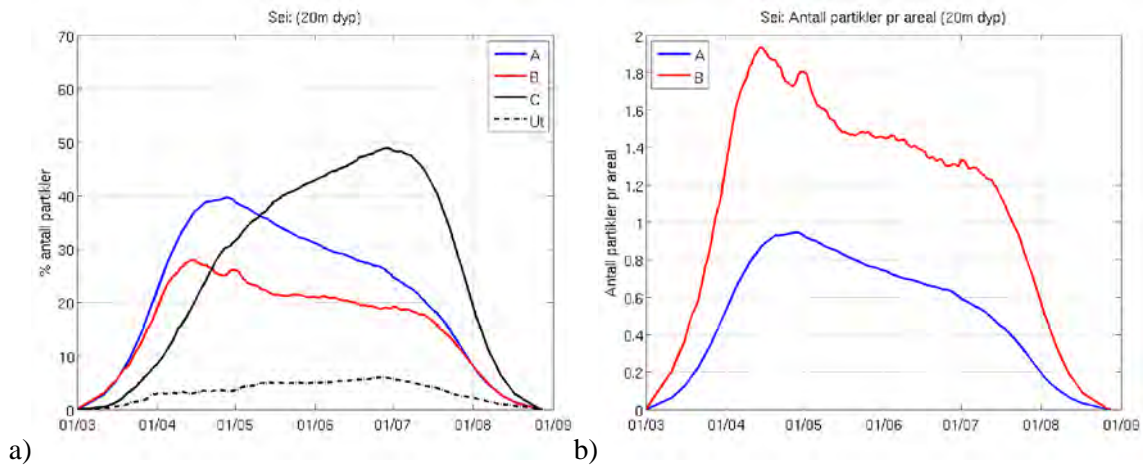 Sei: (20m dyp)
% antall partikler
70
60
50
40
30
20
10
0
01/03 01/04 01/05 01/06 01/07 01/08 01/09
A
B
C
Ut
a)
Sei: Antall partikler pr areal (20m dyp)
Antall partikler pr areal
2
1.8
1.6
1.4
1.2
1
0.8
0.6
0.4
0.2
0
01/03 01/04 01/05 01/06 01/07 01/08 01/09
A
B
b)